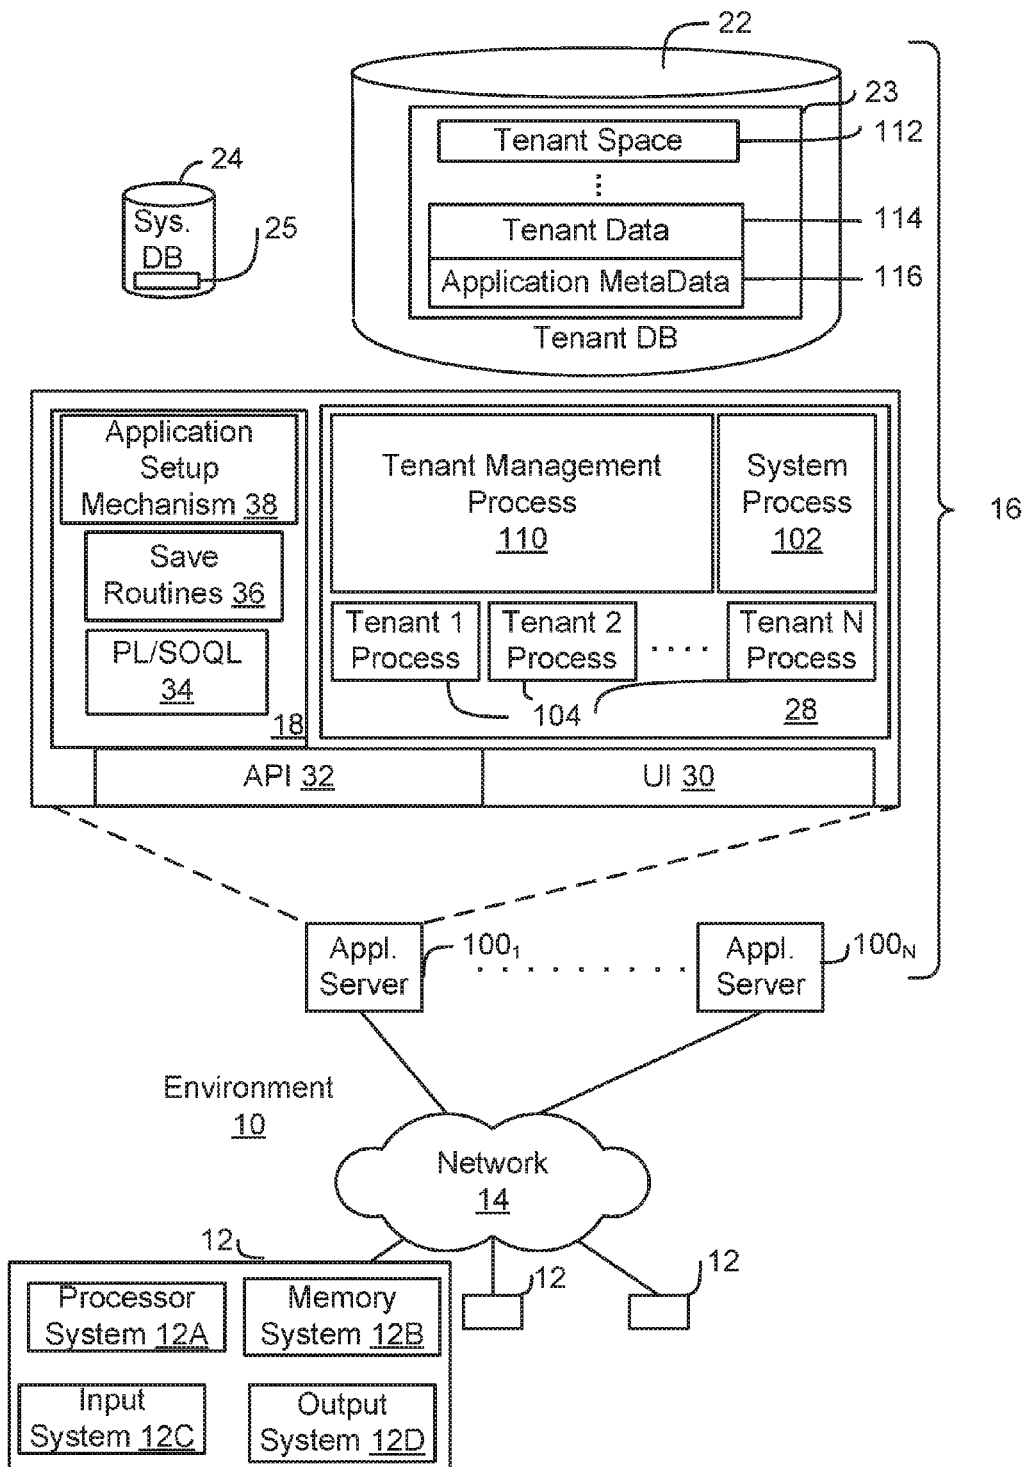 22
23
Tenant Space
112
24
Sys.
DB
25
Tenant Data
114
Application MetaData
116
Tenant DB
Application
Setup
Mechanism 38
Tenant Management
Process
110
System
Process
102
16
Save
Routines 36
Tenant 1
Process
Tenant 2
Process
Tenant N
Process
PL/SOQL
34
104
28
18
API 32
UI 30
Appl.
Server
100₁
Appl.
Server
100N
Environment
10
Network
14
12
12
12
Processor
System 12A
Memory
System 12B
Input
System 12C
Output
System 12D